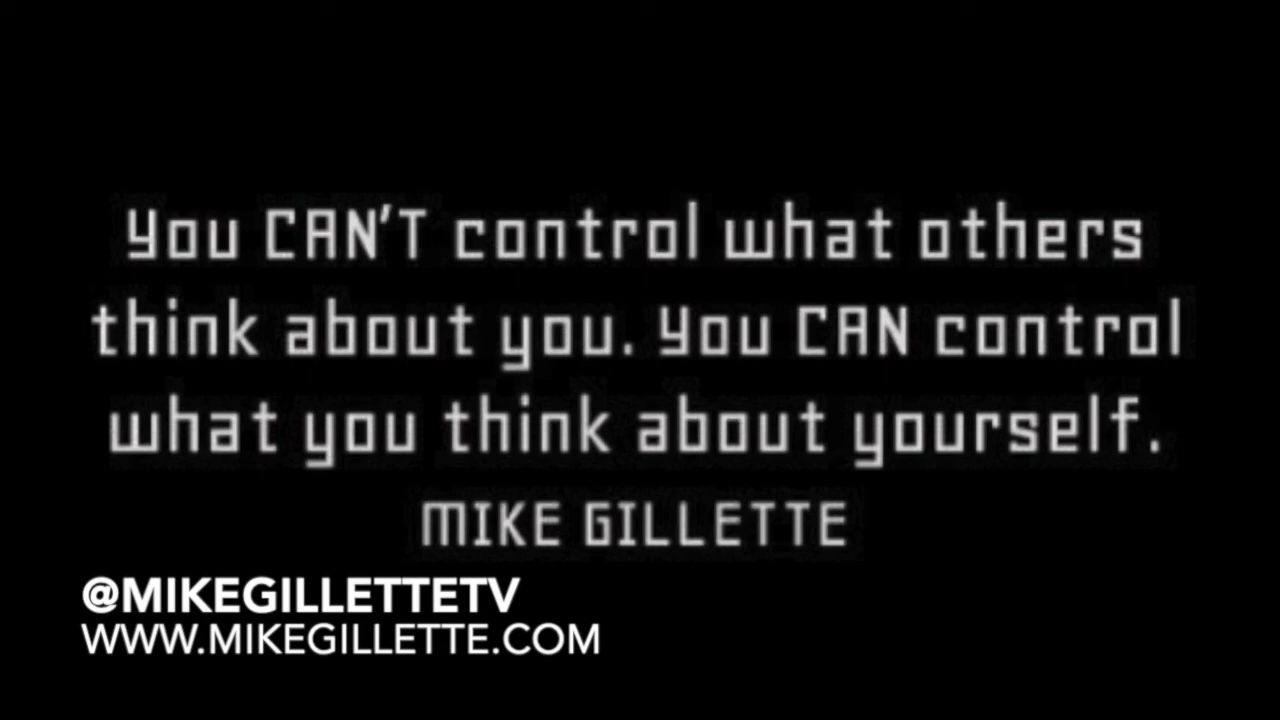 You CAN'T control what others
think about you. You CAN control
what you think about yourself.
MIKE GILLETTE
@MIKEGILLETTETV
WWW.MIKEGILLETTE.COM